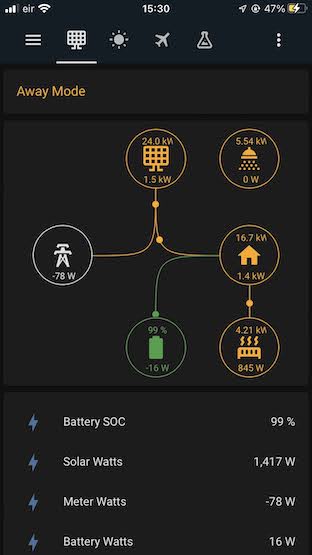 eir 15:30 47%
Away Mode
24.0 kW
1.5 kW
5.54 kW
0 W
-78 W
16.7 kW
1.4 kW
99 %
-16 W
4.21 kW
845 W
Battery SOC 99 %
Solar Watts 1,417 W
Meter Watts -78 W
Battery Watts 16 W